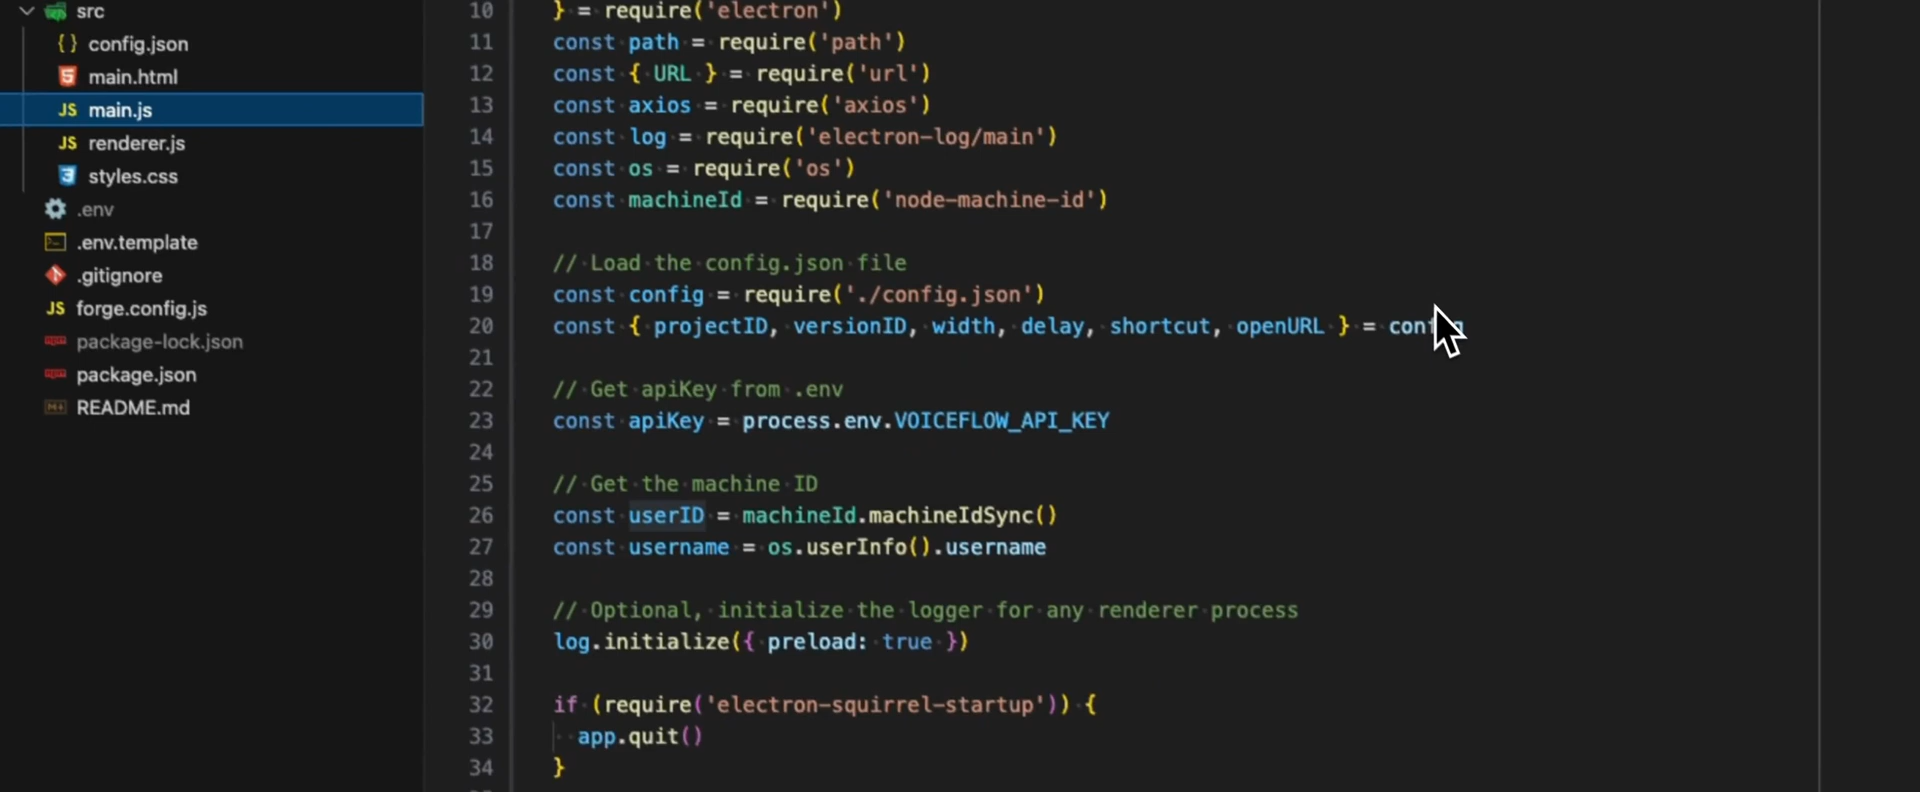 src
config.json
main.html
main.js
renderer.js
styles.css
.env
.env.template
.gitignore
forge.config.js
package-lock.json
package.json
README.md
10 } = require('electron')
11 const path = require('path')
12 const { URL } = require('url')
13 const axios = require('axios')
14 const log = require('electron-log/main')
15 const os = require('os')
16 const machineId = require('node-machine-id')
17
18 // Load the config.json file
19 const config = require('./config.json')
20 const { projectID, versionID, width, delay, shortcut, openURL } = config
21
22 // Get apiKey from .env
23 const apiKey = process.env.VOICEFLOW_API_KEY
24
25 // Get the machine ID
26 const userID = machineId.machineIdSync()
27 const username = os.userInfo().username
28
29 // Optional, initialize the logger for any renderer process
30 log.initialize({ preload: true })
31
32 if (require('electron-squirrel-startup')) {
33 app.quit()
34 }